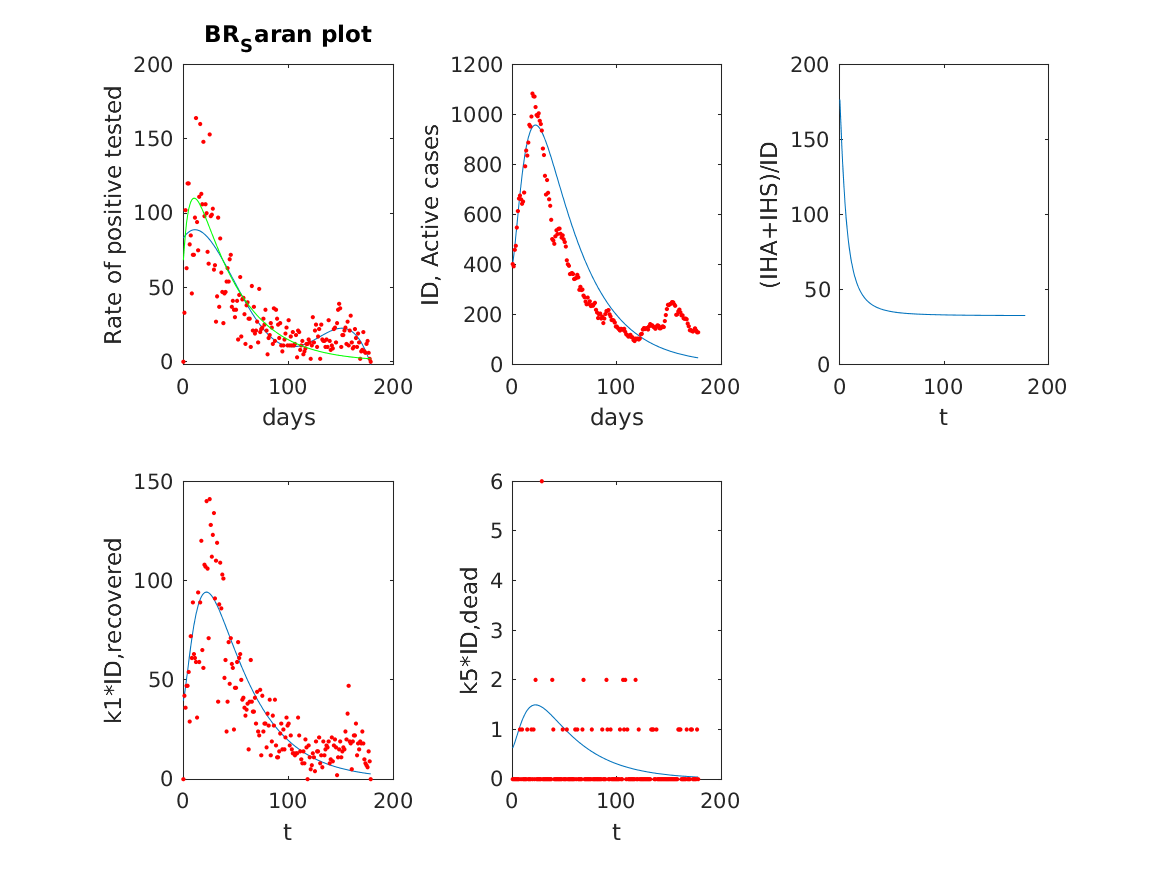 BR_Saran plot
200
150
100
50
0
Rate of positive tested
0 100 200
days
1200
1000
800
600
400
200
0
ID, Active cases
0 100 200
days
200
150
100
50
0
(IHA+IHS)/ID
0 100 200
t
150
100
50
0
k1*ID,recovered
0 100 200
t
6
5
4
3
2
1
0
k5*ID,dead
0 100 200
t